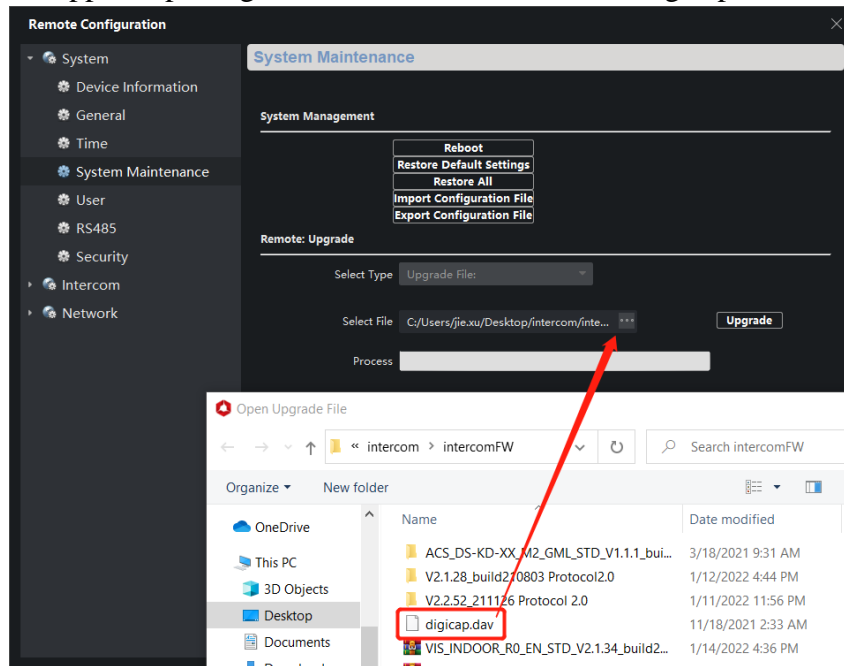 Remote Configuration
System
System Maintenance
Device Information
General
System Management
Time
Reboot
Restore Default Settings
System Maintenance
Restore All
Import Configuration File
User
Export Configuration File
RS485
Remote: Upgrade
Security
Select Type Upgrade File:
Intercom
Network
Select File C:/Users/jie.xu/Desktop/intercom/inte... ... Upgrade
Process
Open Upgrade File
« intercom > intercomFW Search intercomFW
Organize New folder
Name Date modified
OneDrive
ACS_DS-KD-XX_M2_GML_STD_V1.1.1_bui... 3/18/2021 9:31 AM
This PC
V2.1.28_build210803 Protocol2.0 1/12/2022 4:44 PM
3D Objects
V2.2.52_211126 Protocol 2.0 1/11/2022 11:56 PM
Desktop
digicap.dav 11/18/2021 2:33 AM
Documents
VIS_INDOOR_R0_EN_STD_V2.1.34_build2... 1/14/2022 4:36 PM